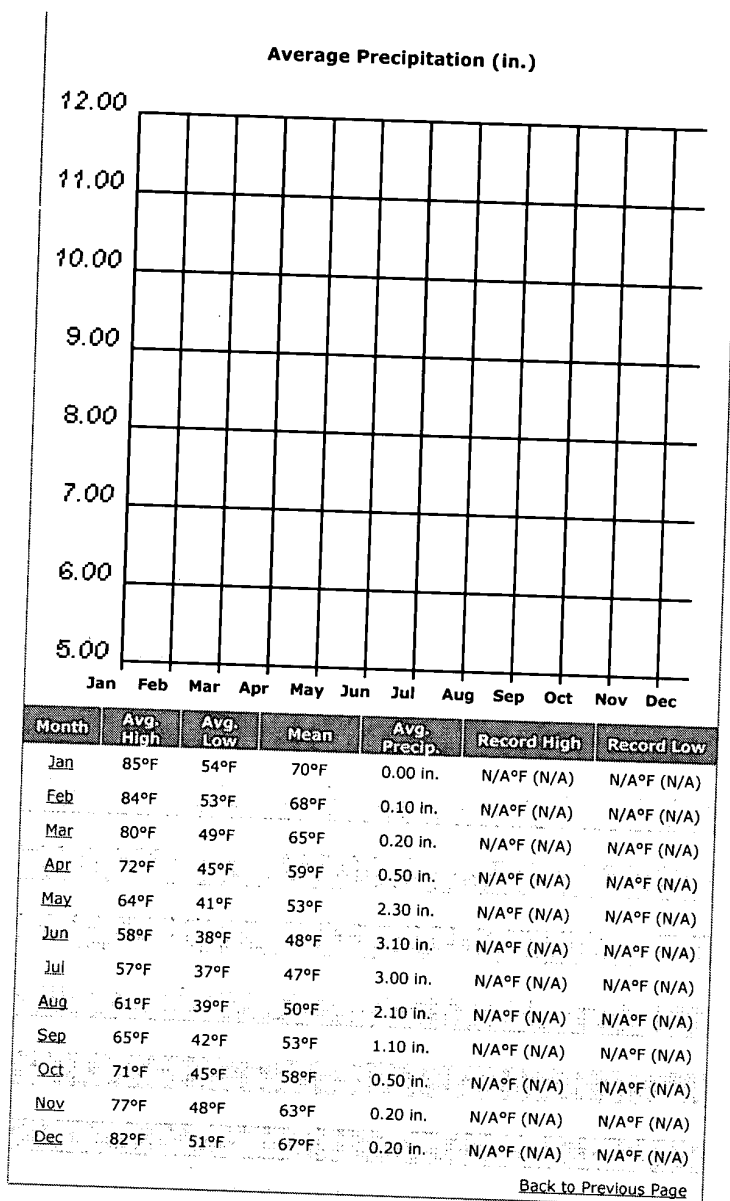 Average Precipitation (in.)
12.00
11.00
10.00
9.00
8.00
7.00
6.00
5.00
Jan Feb Mar Apr May Jun Jul Aug Sep Oct Nov Dec
Month Avg. High Avg. Low Mean Avg. Precip. Record High Record Low
Jan 85°F 54°F 70°F 0.00 in. N/A°F (N/A) N/A°F (N/A)
Feb 84°F 53°F 68°F 0.10 in. N/A°F (N/A) N/A°F (N/A)
Mar 80°F 49°F 65°F 0.20 in. N/A°F (N/A) N/A°F (N/A)
Apr 72°F 45°F 59°F 0.50 in. N/A°F (N/A) N/A°F (N/A)
May 64°F 41°F 53°F 2.30 in. N/A°F (N/A) N/A°F (N/A)
Jun 58°F 38°F 48°F 3.10 in. N/A°F (N/A) N/A°F (N/A)
Jul 57°F 37°F 47°F 3.00 in. N/A°F (N/A) N/A°F (N/A)
Aug 61°F 39°F 50°F 2.10 in. N/A°F (N/A) N/A°F (N/A)
Sep 65°F 42°F 53°F 1.10 in. N/A°F (N/A) N/A°F (N/A)
Oct 71°F 45°F 58°F 0.50 in. N/A°F (N/A) N/A°F (N/A)
Nov 77°F 48°F 63°F 0.20 in. N/A°F (N/A) N/A°F (N/A)
Dec 82°F 51°F 67°F 0.20 in. N/A°F (N/A) N/A°F (N/A)
Back to Previous Page